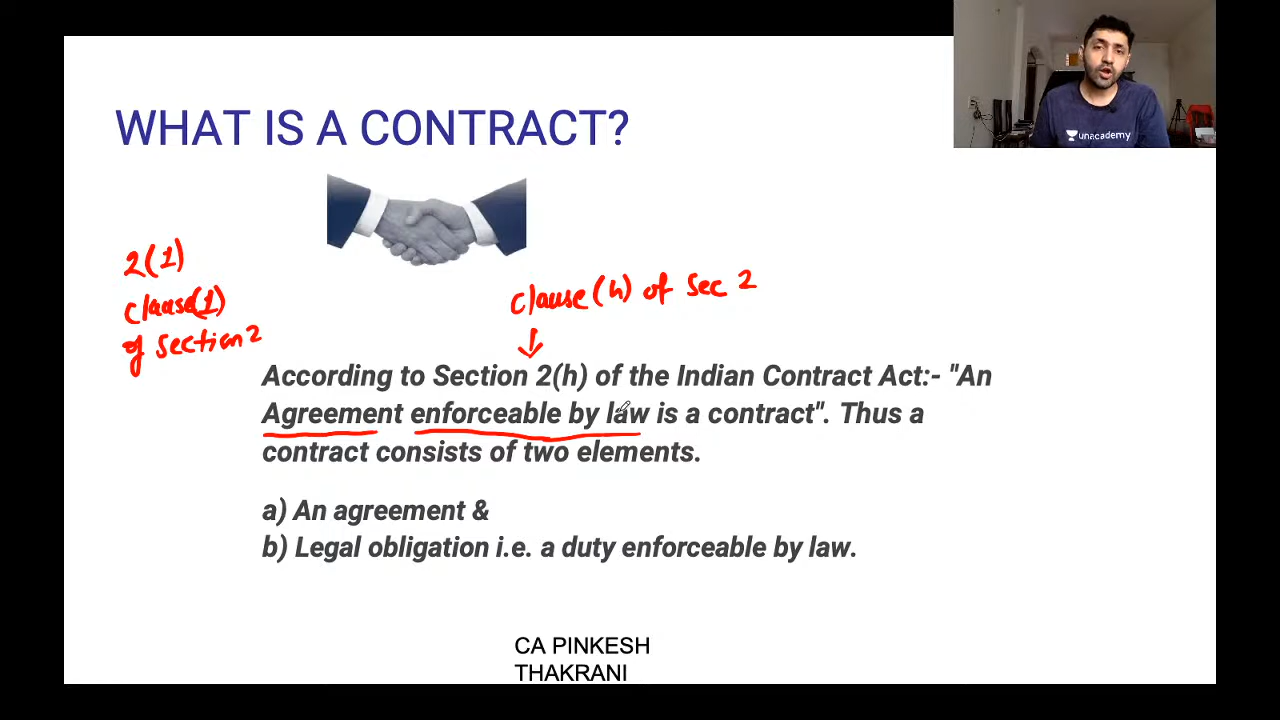 unacademy
WHAT IS A CONTRACT?
2(1)
clause(1)
of section 2
clause(h) of Sec 2
According to Section 2(h) of the Indian Contract Act:- "An
Agreement enforceable by law is a contract". Thus a
contract consists of two elements.
a) An agreement &
b) Legal obligation i.e. a duty enforceable by law.
CA PINKESH
THAKRANI